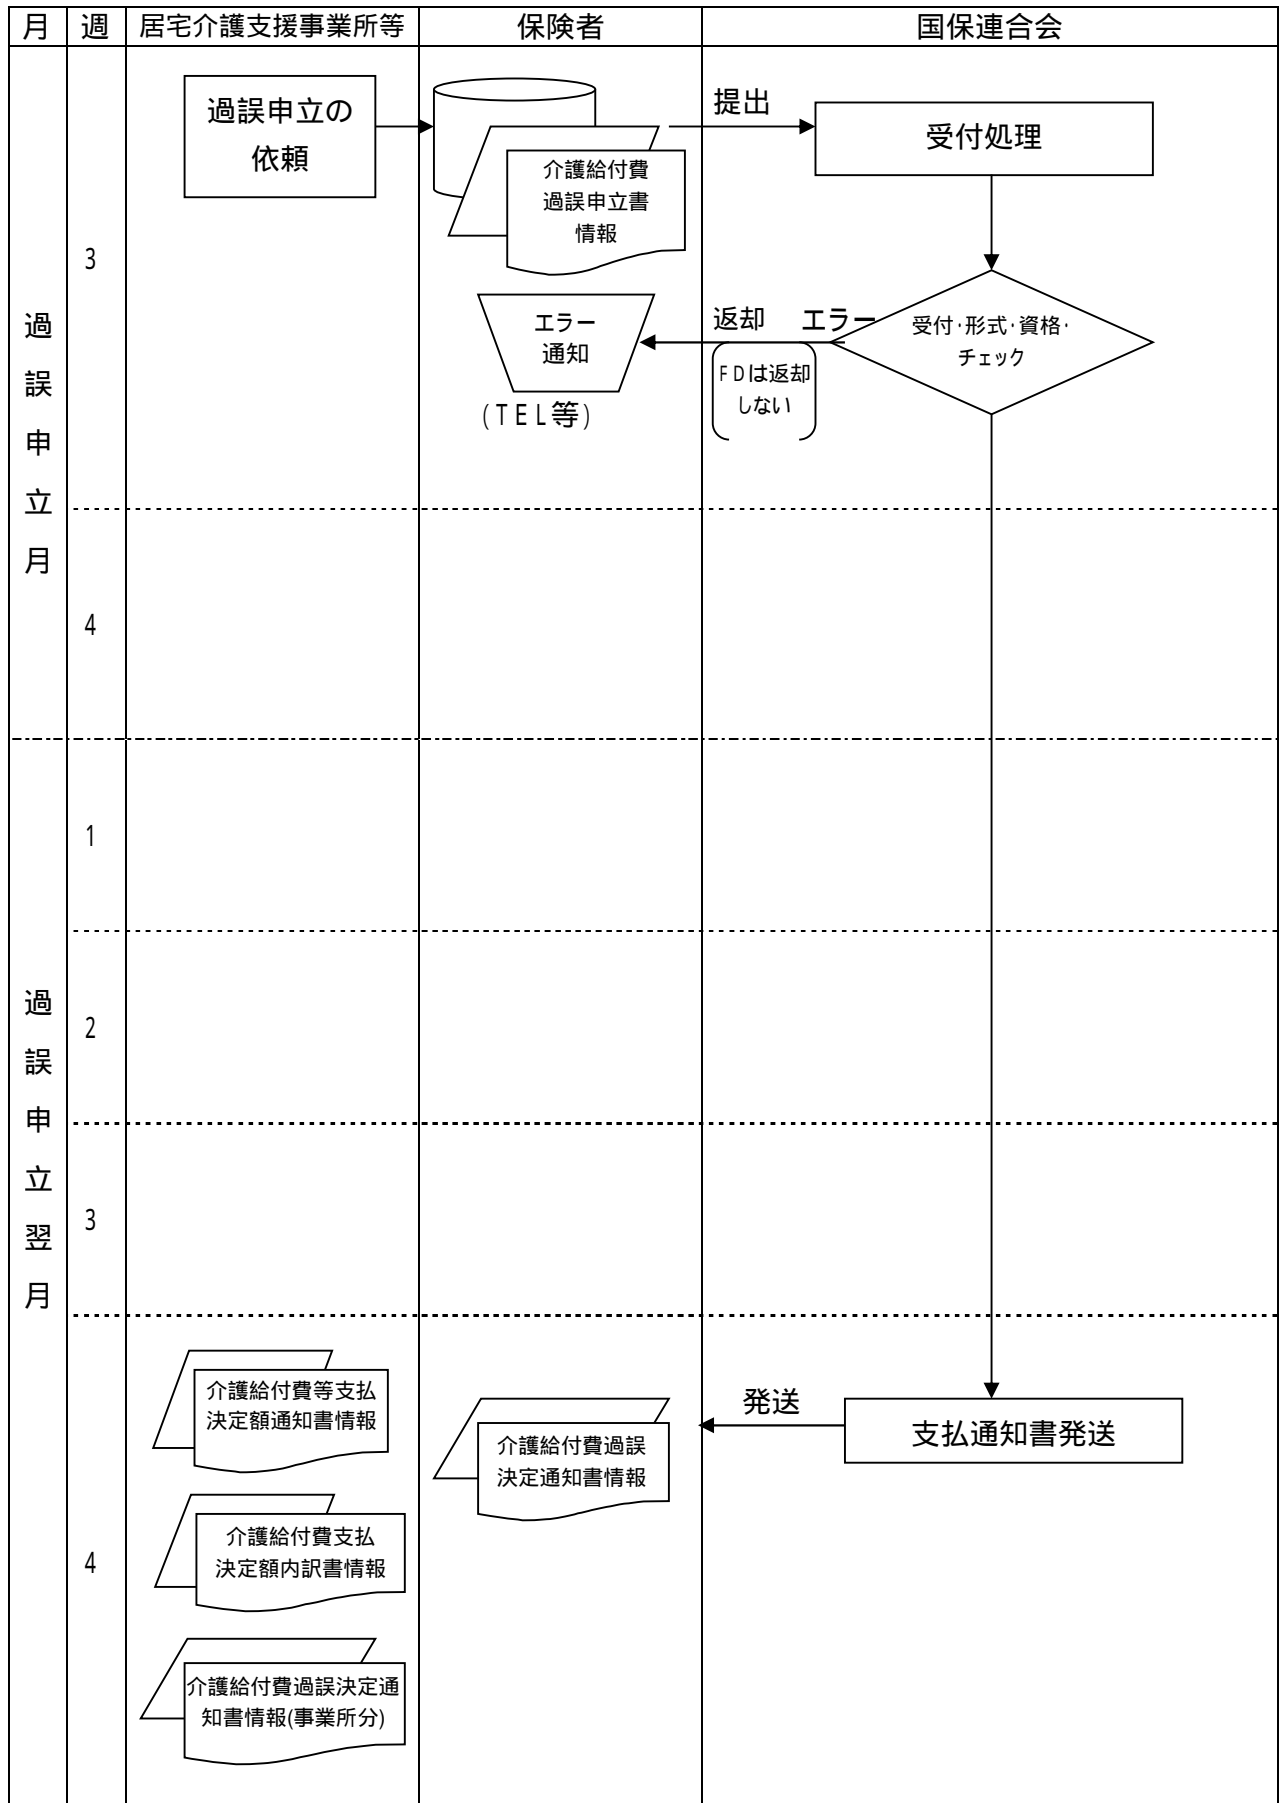 月 週 居宅介護支援事業所等 保険者 国保連合会
過誤申立月
3
過誤申立の
依頼
介護給付費
過誤申立書
情報
提出
受付処理
エラー
通知
(TEL等)
返却 エラー
FDは返却
しない
受付・形式・資格・
チェック
4
過誤申立翌月
1
2
3
4
介護給付費等支払
決定額通知書情報
介護給付費支払
決定額内訳書情報
介護給付費過誤決定通
知書情報(事業所分)
介護給付費過誤
決定通知書情報
発送
支払通知書発送